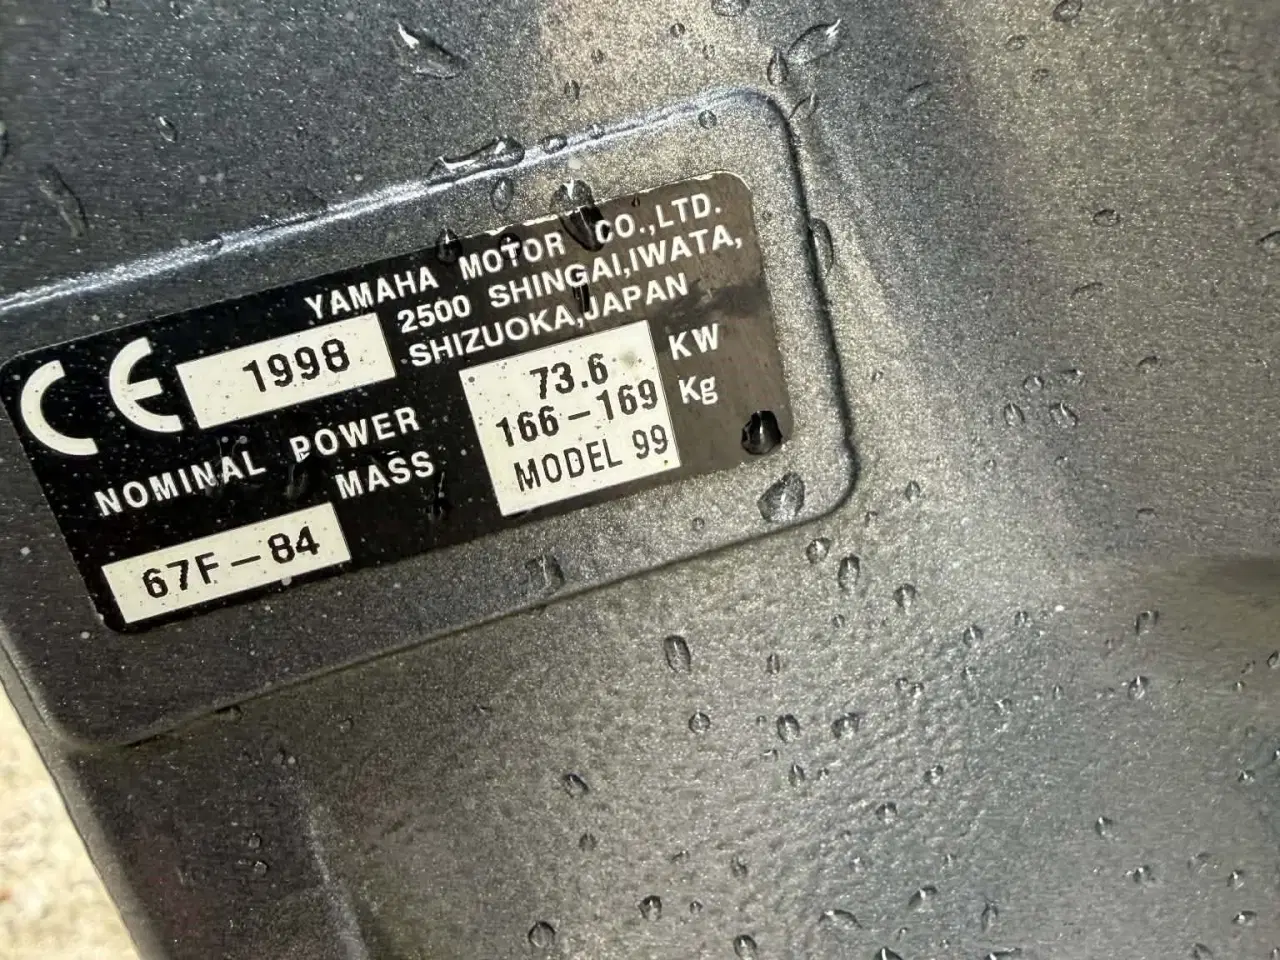 YAMAHA MOTOR CO.,LTD.
2500 SHINGAI,IWATA,
SHIZUOKA,JAPAN
CE 1998
NOMINAL POWER 73.6 KW
MASS 166-169 Kg
MODEL 99
67F-84